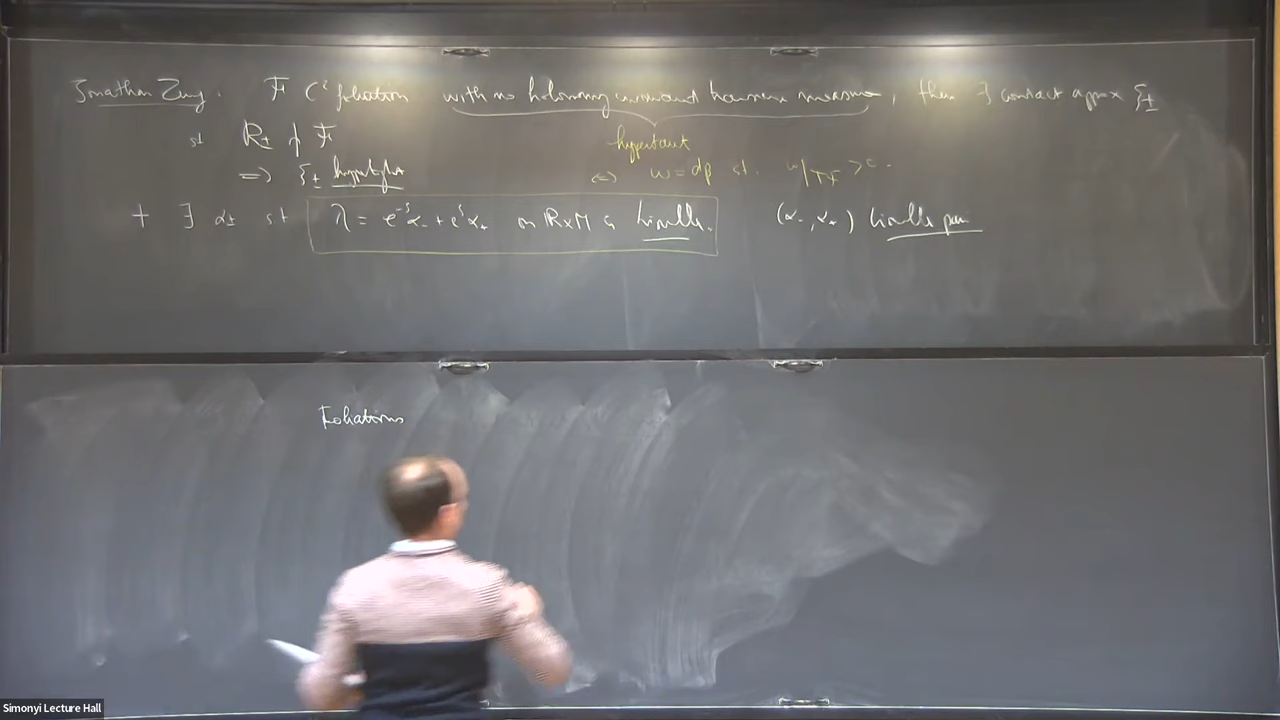 Jonathan Zung. F C² foliation with no holonomy invariant transverse measure, then ∃ contact approx ξ±
st R± ⋔ F
hypertaut
=> ξ± hypertight
<=> ω = dβ st. ω|TF > 0.
+ ∃ α± st λ = e^{-s}α₋ + e^{s}α₊ on R×M is Liouville. (α₋, α₊) Liouville pair
Foliations
Simonyi Lecture Hall